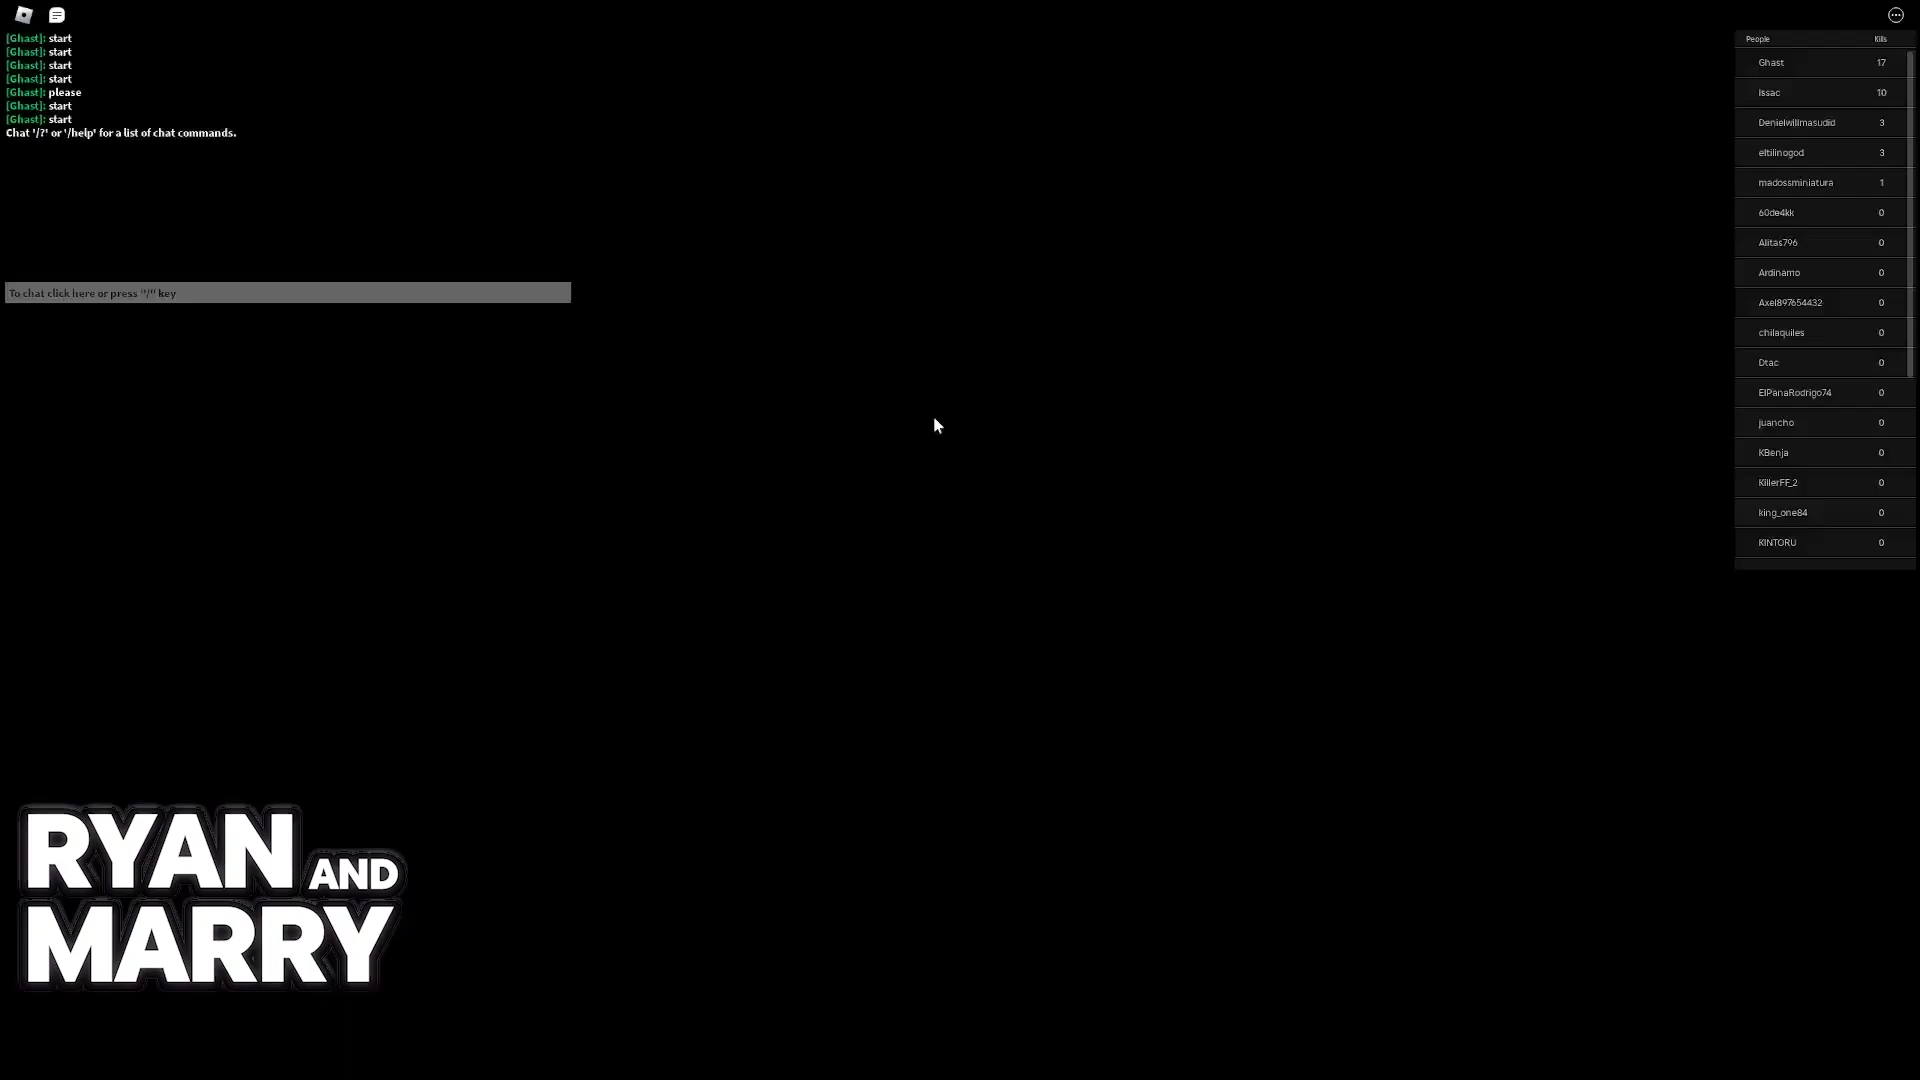 [Ghast]: start
[Ghast]: start
[Ghast]: start
[Ghast]: start
[Ghast]: please
[Ghast]: start
[Ghast]: start
Chat '/?' or '/help' for a list of chat commands.
To chat click here or press "/" key
People Kills
Ghast 17
Issac 10
Denielwillmasudid 3
eltilinogod 3
madossminiatura 1
60de4kk 0
Alitas796 0
Ardinamo 0
Axel897654432 0
chilaquiles 0
Dtac 0
ElPanaRodrigo74 0
juancho 0
KBenja 0
KillerFF_2 0
king_one84 0
KINTORU 0
RYAN AND
MARRY